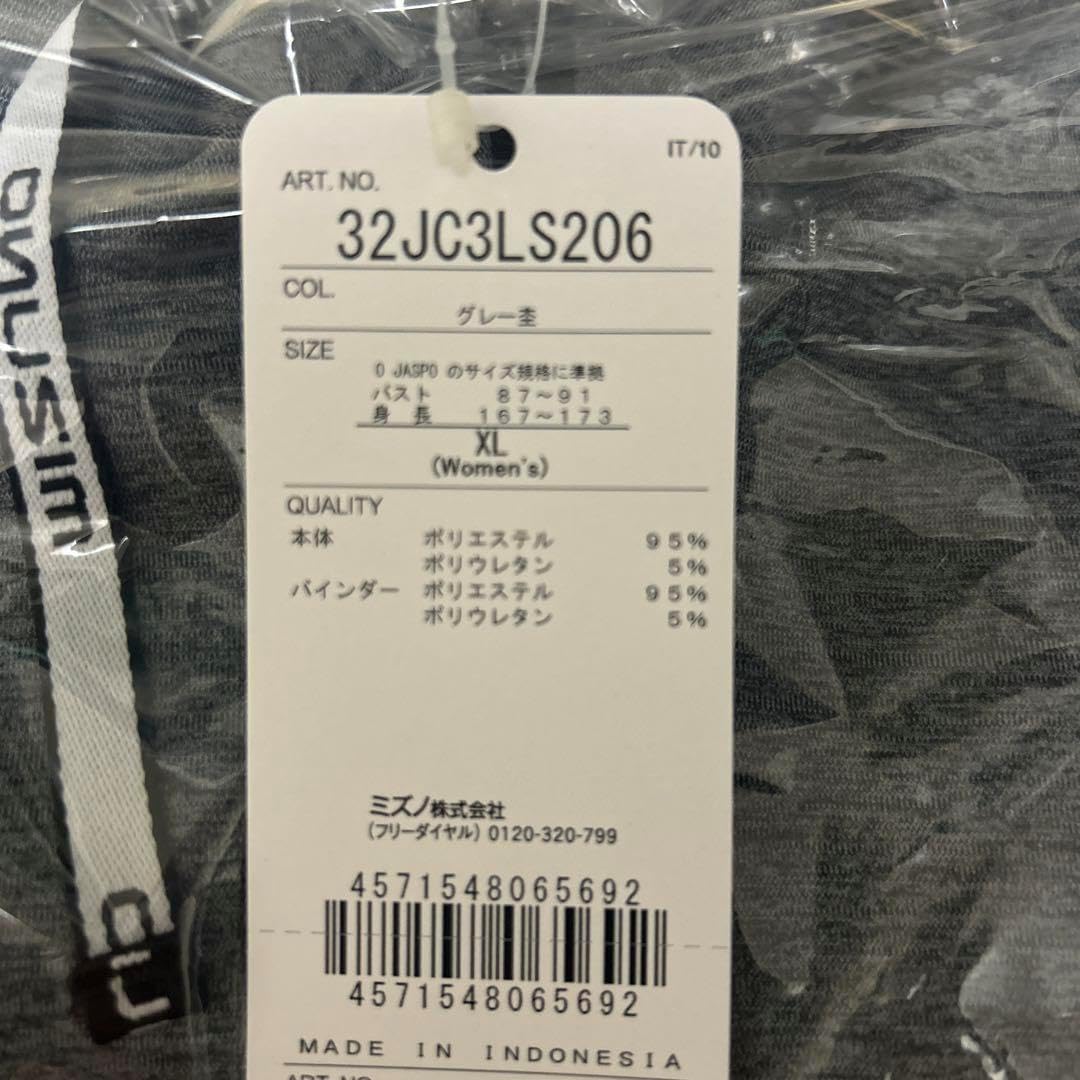 IT/10
ART. NO.
32JC3LS206
COL.
グレー杢
SIZE
O JASPO のサイズ規格に準拠
バスト 87～91
身 長 167～173
XL
(Women's)
QUALITY
本体 ポリエステル 95%
ポリウレタン 5%
バインダー ポリエステル 95%
ポリウレタン 5%
ミズノ株式会社
(フリーダイヤル) 0120-320-799
4571548065692
4571548065692
MADE IN INDONESIA
ART. NO.